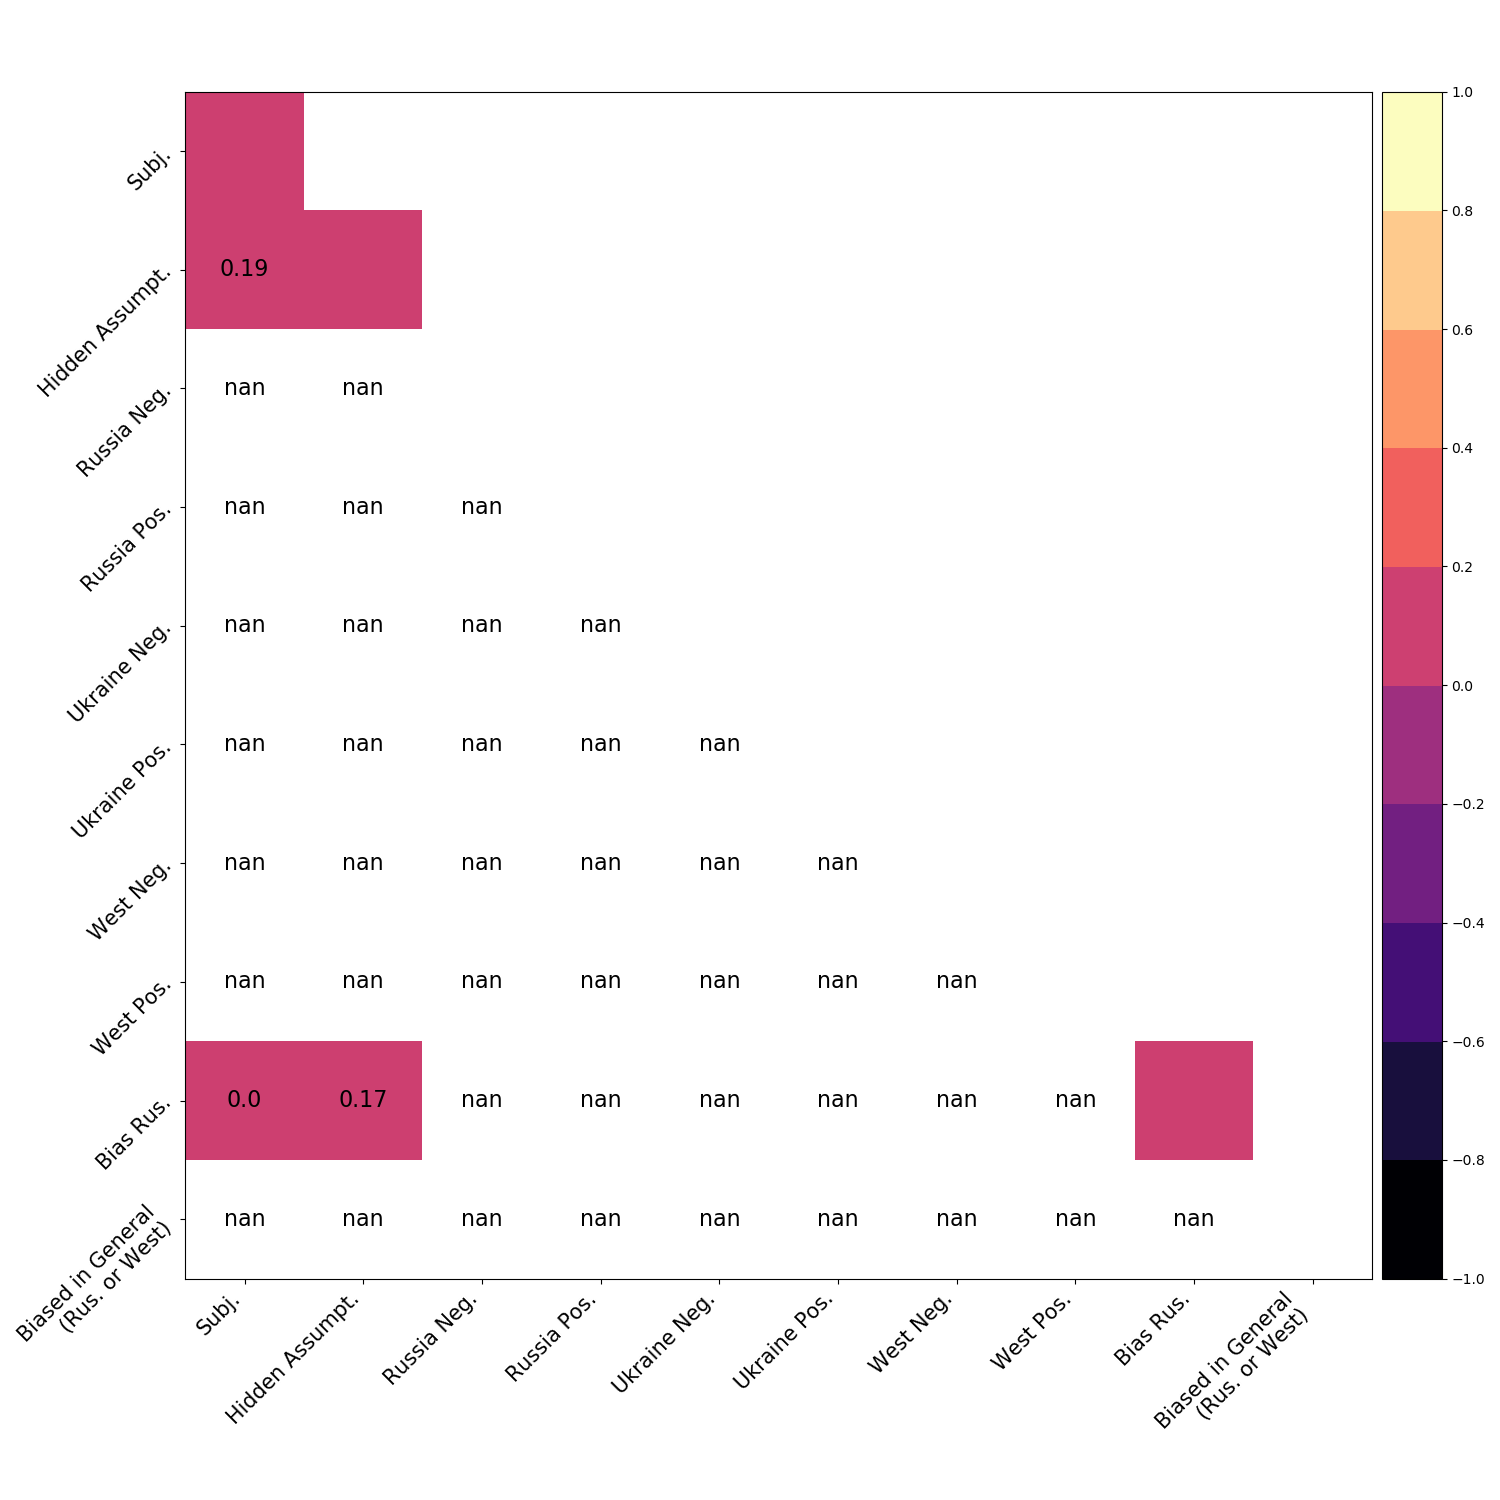 1.0
0.8
0.6
0.4
0.2
0.0
−0.2
−0.4
−0.6
−0.8
−1.0
Subj.
Hidden Assumpt. 0.19
Russia Neg. nan nan
Russia Pos. nan nan nan
Ukraine Neg. nan nan nan nan
Ukraine Pos. nan nan nan nan nan
West Neg. nan nan nan nan nan nan
West Pos. nan nan nan nan nan nan nan
Bias Rus. 0.0 0.17 nan nan nan nan nan nan
Biased in General
(Rus. or West) nan nan nan nan nan nan nan nan nan
Subj.
Hidden Assumpt.
Russia Neg.
Russia Pos.
Ukraine Neg.
Ukraine Pos.
West Neg.
West Pos.
Bias Rus.
Biased in General
(Rus. or West)